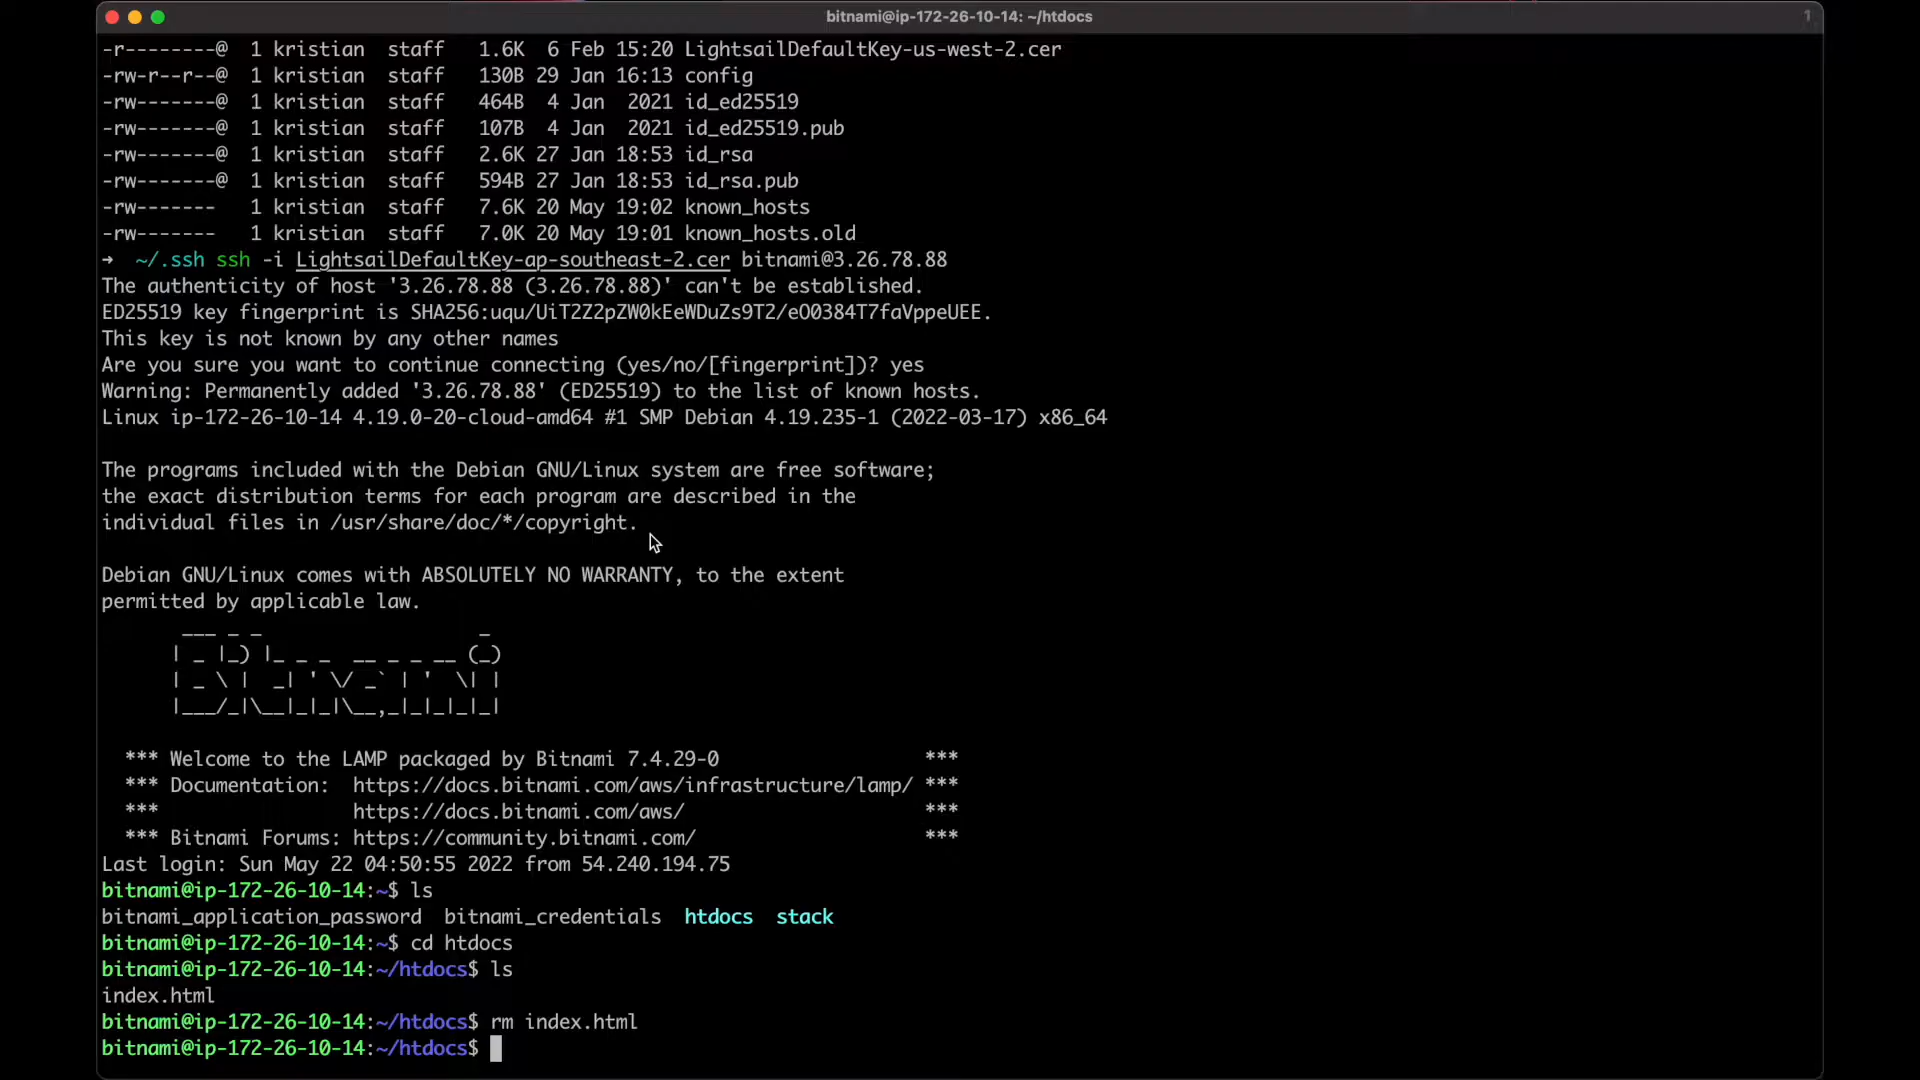 bitnami@ip-172-26-10-14: ~/htdocs
1
-r--------@  1 kristian  staff   1.6K  6 Feb 15:20 LightsailDefaultKey-us-west-2.cer
-rw-r--r--@  1 kristian  staff   130B 29 Jan 16:13 config
-rw-------@  1 kristian  staff   464B  4 Jan  2021 id_ed25519
-rw-------@  1 kristian  staff   107B  4 Jan  2021 id_ed25519.pub
-rw-------@  1 kristian  staff   2.6K 27 Jan 18:53 id_rsa
-rw-------@  1 kristian  staff   594B 27 Jan 18:53 id_rsa.pub
-rw-------   1 kristian  staff   7.6K 20 May 19:02 known_hosts
-rw-------   1 kristian  staff   7.0K 20 May 19:01 known_hosts.old
➜  ~/.ssh ssh -i LightsailDefaultKey-ap-southeast-2.cer bitnami@3.26.78.88
The authenticity of host '3.26.78.88 (3.26.78.88)' can't be established.
ED25519 key fingerprint is SHA256:uqu/UiT2Z2pZW0kEeWDuZs9T2/eO0384T7faVppeUEE.
This key is not known by any other names
Are you sure you want to continue connecting (yes/no/[fingerprint])? yes
Warning: Permanently added '3.26.78.88' (ED25519) to the list of known hosts.
Linux ip-172-26-10-14 4.19.0-20-cloud-amd64 #1 SMP Debian 4.19.235-1 (2022-03-17) x86_64
The programs included with the Debian GNU/Linux system are free software;
the exact distribution terms for each program are described in the
individual files in /usr/share/doc/*/copyright.
Debian GNU/Linux comes with ABSOLUTELY NO WARRANTY, to the extent
permitted by applicable law.
       ___ _ _                   _
      | _ |_) |_ _ _  __ _ _ __ (_)
      | _ \ |  _| ' \/ _` | '  \| |
      |___/_|\__|_|_|\__,_|_|_|_|_|
  *** Welcome to the LAMP packaged by Bitnami 7.4.29-0                  ***
  *** Documentation:  https://docs.bitnami.com/aws/infrastructure/lamp/ ***
  ***                 https://docs.bitnami.com/aws/                     ***
  *** Bitnami Forums: https://community.bitnami.com/                    ***
Last login: Sun May 22 04:50:55 2022 from 54.240.194.75
bitnami@ip-172-26-10-14:~$ ls
bitnami_application_password  bitnami_credentials  htdocs  stack
bitnami@ip-172-26-10-14:~$ cd htdocs
bitnami@ip-172-26-10-14:~/htdocs$ ls
index.html
bitnami@ip-172-26-10-14:~/htdocs$ rm index.html
bitnami@ip-172-26-10-14:~/htdocs$